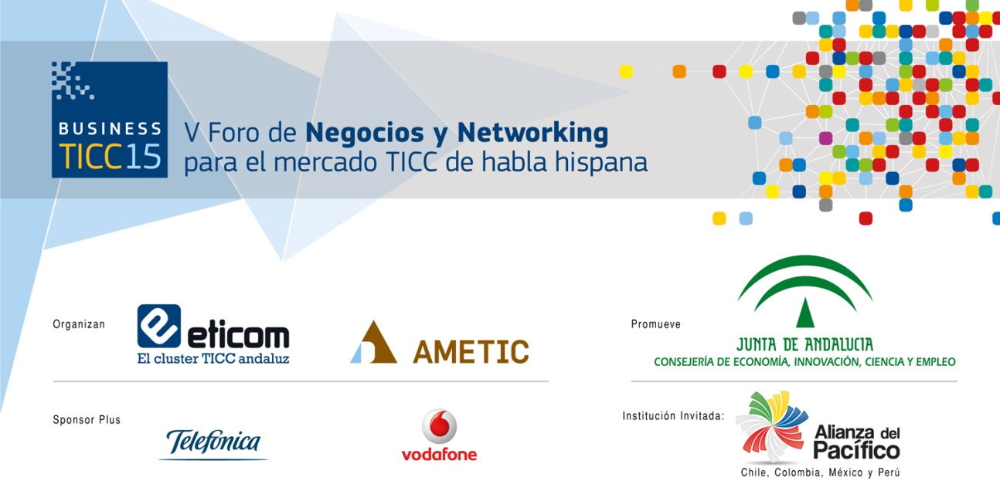 BUSINESS
TICC15
V Foro de Negocios y Networking
para el mercado TICC de habla hispana
Organizan
eticom
El cluster TICC andaluz
AMETIC
Promueve
JUNTA DE ANDALUCIA
CONSEJERÍA DE ECONOMÍA, INNOVACIÓN, CIENCIA Y EMPLEO
Sponsor Plus
Telefónica
vodafone
Institución Invitada:
Alianza del
Pacífico
Chile, Colombia, México y Perú